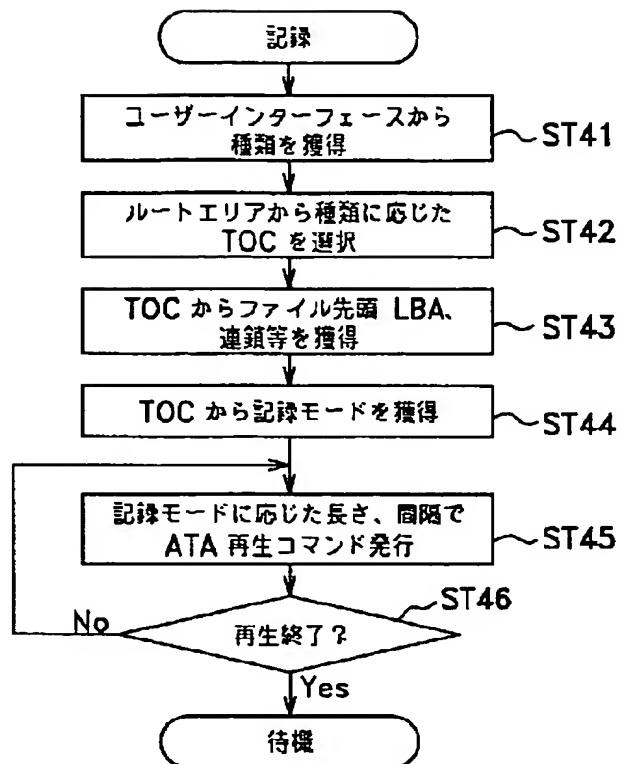 記録
ユーザーインターフェースから
種類を獲得
ST41
ルートエリアから種類に応じた
TOC を選択
ST42
TOC からファイル先頭 LBA、
連鎖等を獲得
ST43
TOC から記録モードを獲得
ST44
記録モードに応じた長さ、間隔で
ATA 再生コマンド発行
ST45
ST46
再生終了?
No
Yes
待機